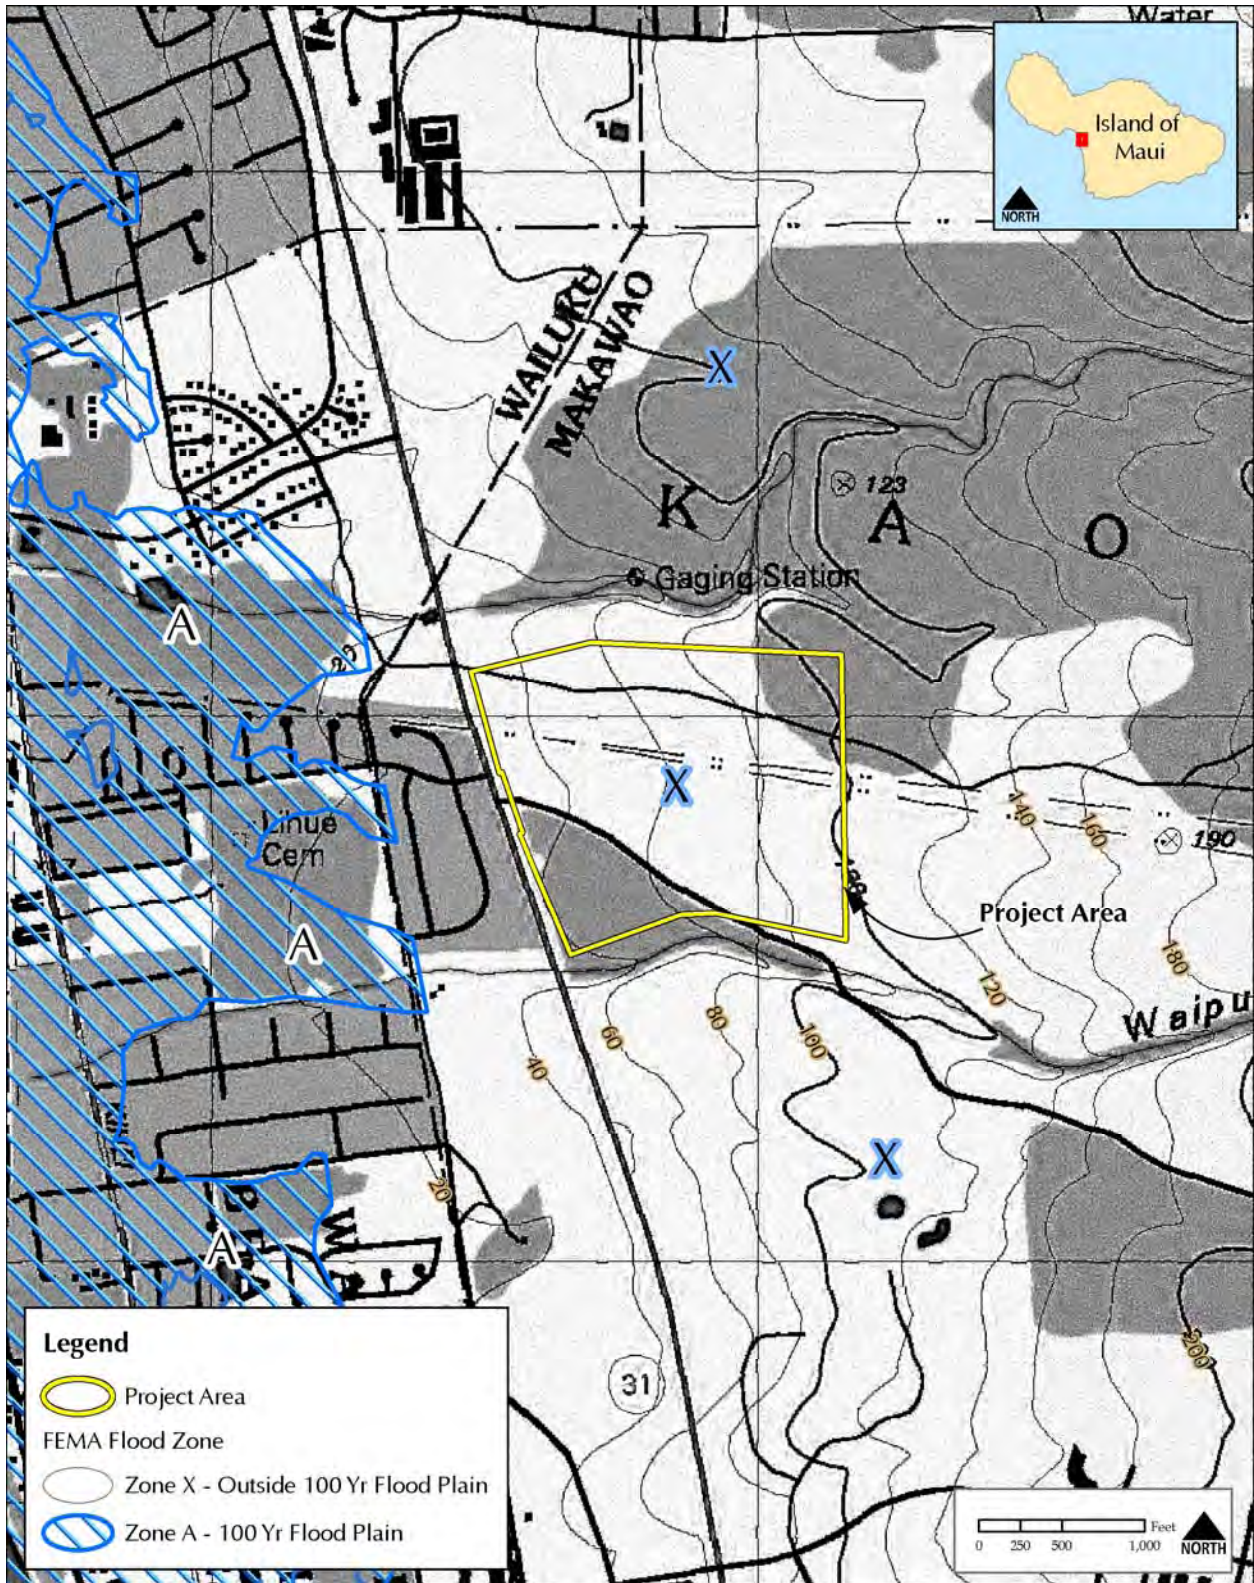 Water
Island of
Maui
NORTH
WAILUKU
MAKAWAO
X
123
K A O
Gaging Station
A
20
X
Lihue
Cem
140
160
190
Project Area
A
180
120
Waipu
80
100
60
40
X
20
A
200
31
Legend
Project Area
FEMA Flood Zone
Zone X - Outside 100 Yr Flood Plain
Zone A - 100 Yr Flood Plain
Feet
0 250 500 1,000
NORTH